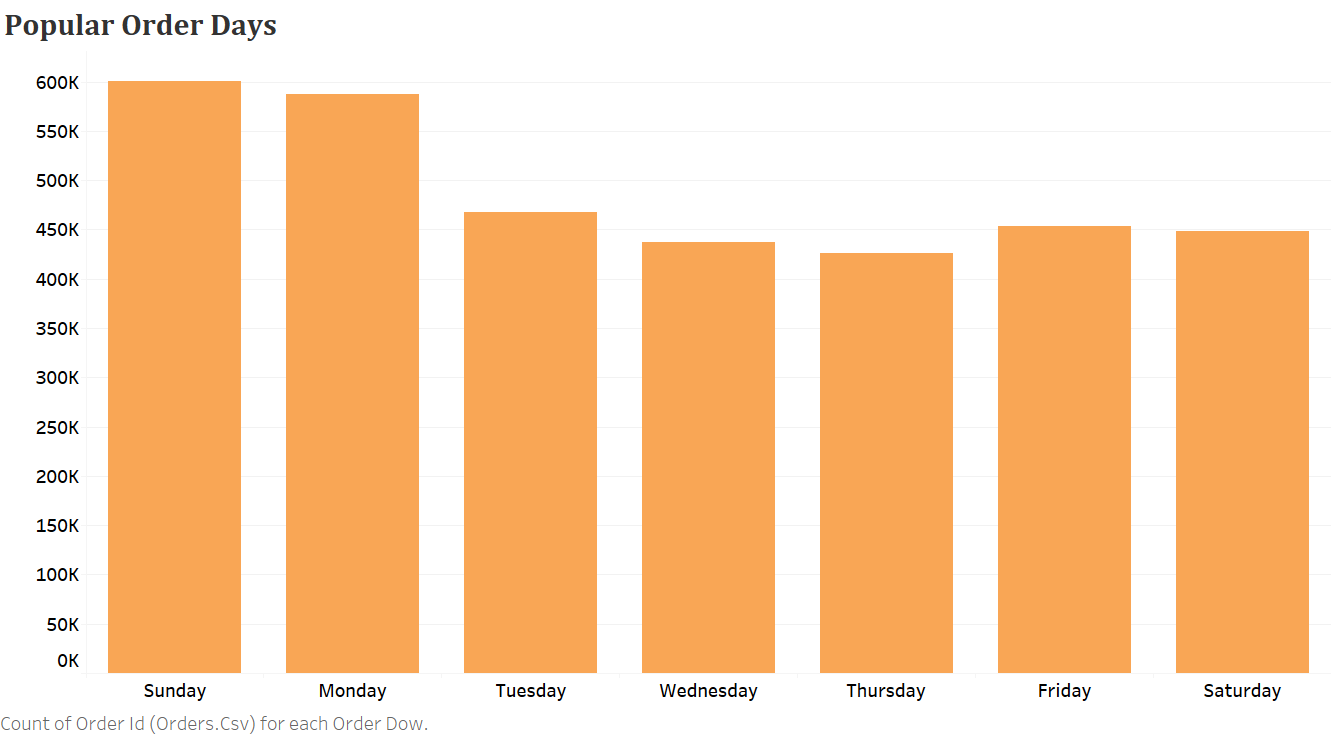 Popular Order Days
600K
550K
500K
450K
400K
350K
300K
250K
200K
150K
100K
50K
0K
Sunday Monday Tuesday Wednesday Thursday Friday Saturday
Count of Order Id (Orders.Csv) for each Order Dow.